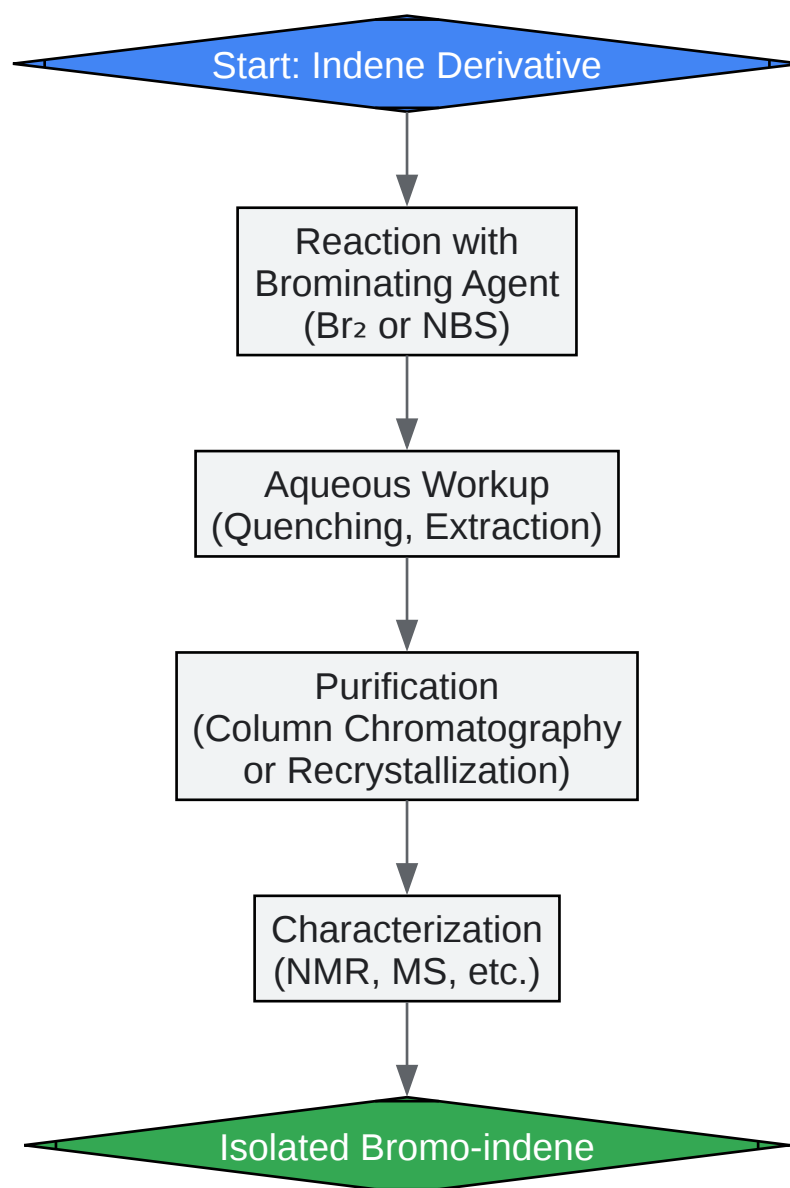 Start: Indene Derivative
Reaction with
Brominating Agent
(Br₂ or NBS)
Aqueous Workup
(Quenching, Extraction)
Purification
(Column Chromatography
or Recrystallization)
Characterization
(NMR, MS, etc.)
Isolated Bromo-indene